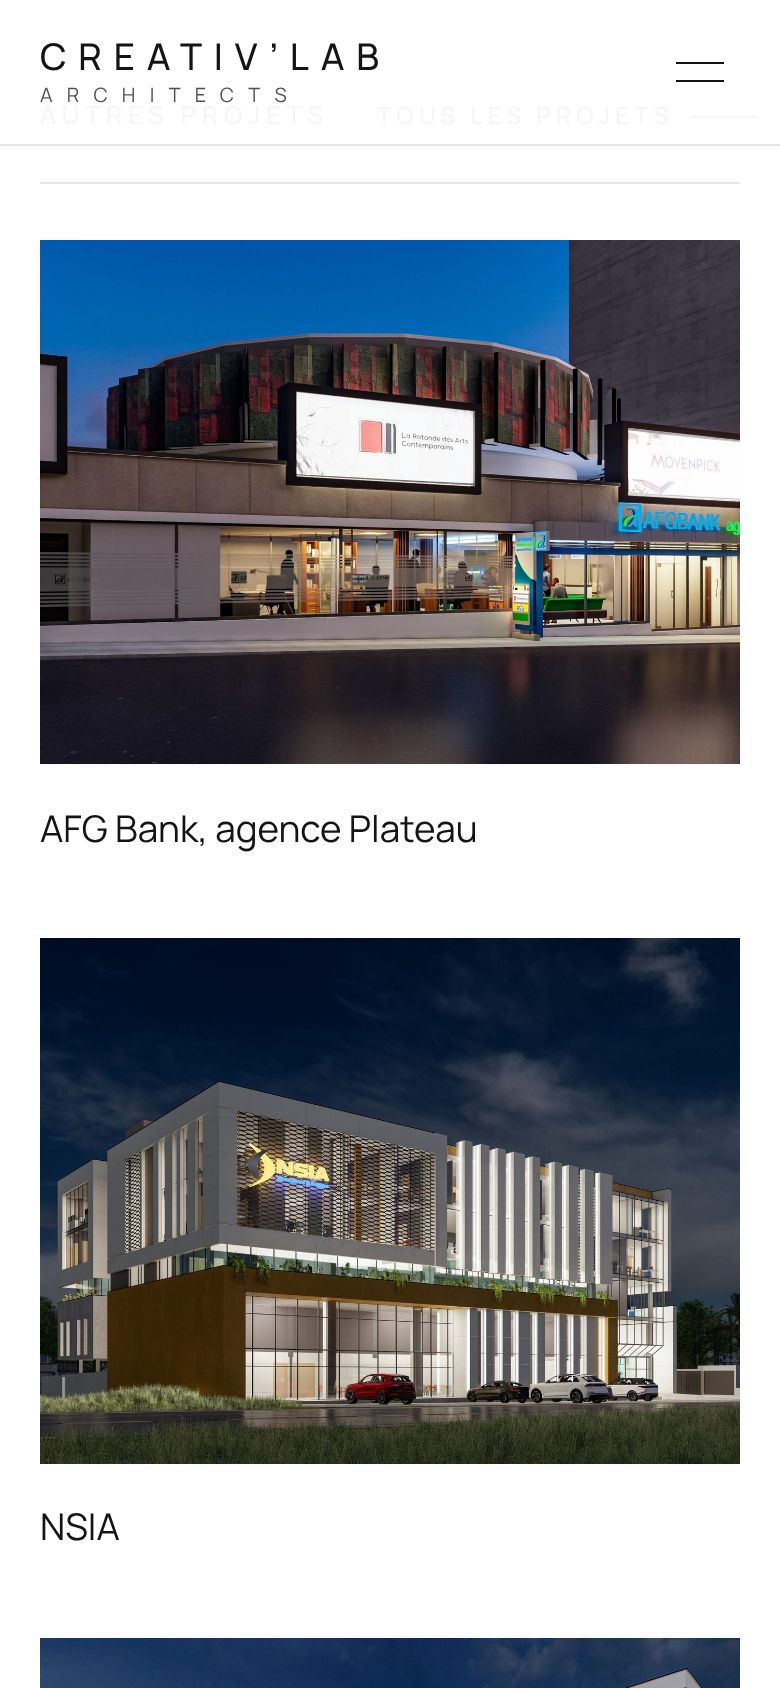 CREATIV’LAB
ARCHITECTS
AUTRES PROJETS TOUS LES PROJETS
La Rotonde des Arts
Contemporains
MÖVENPICK
AFGBANK
AFG Bank, agence Plateau
NSIA
NSIA